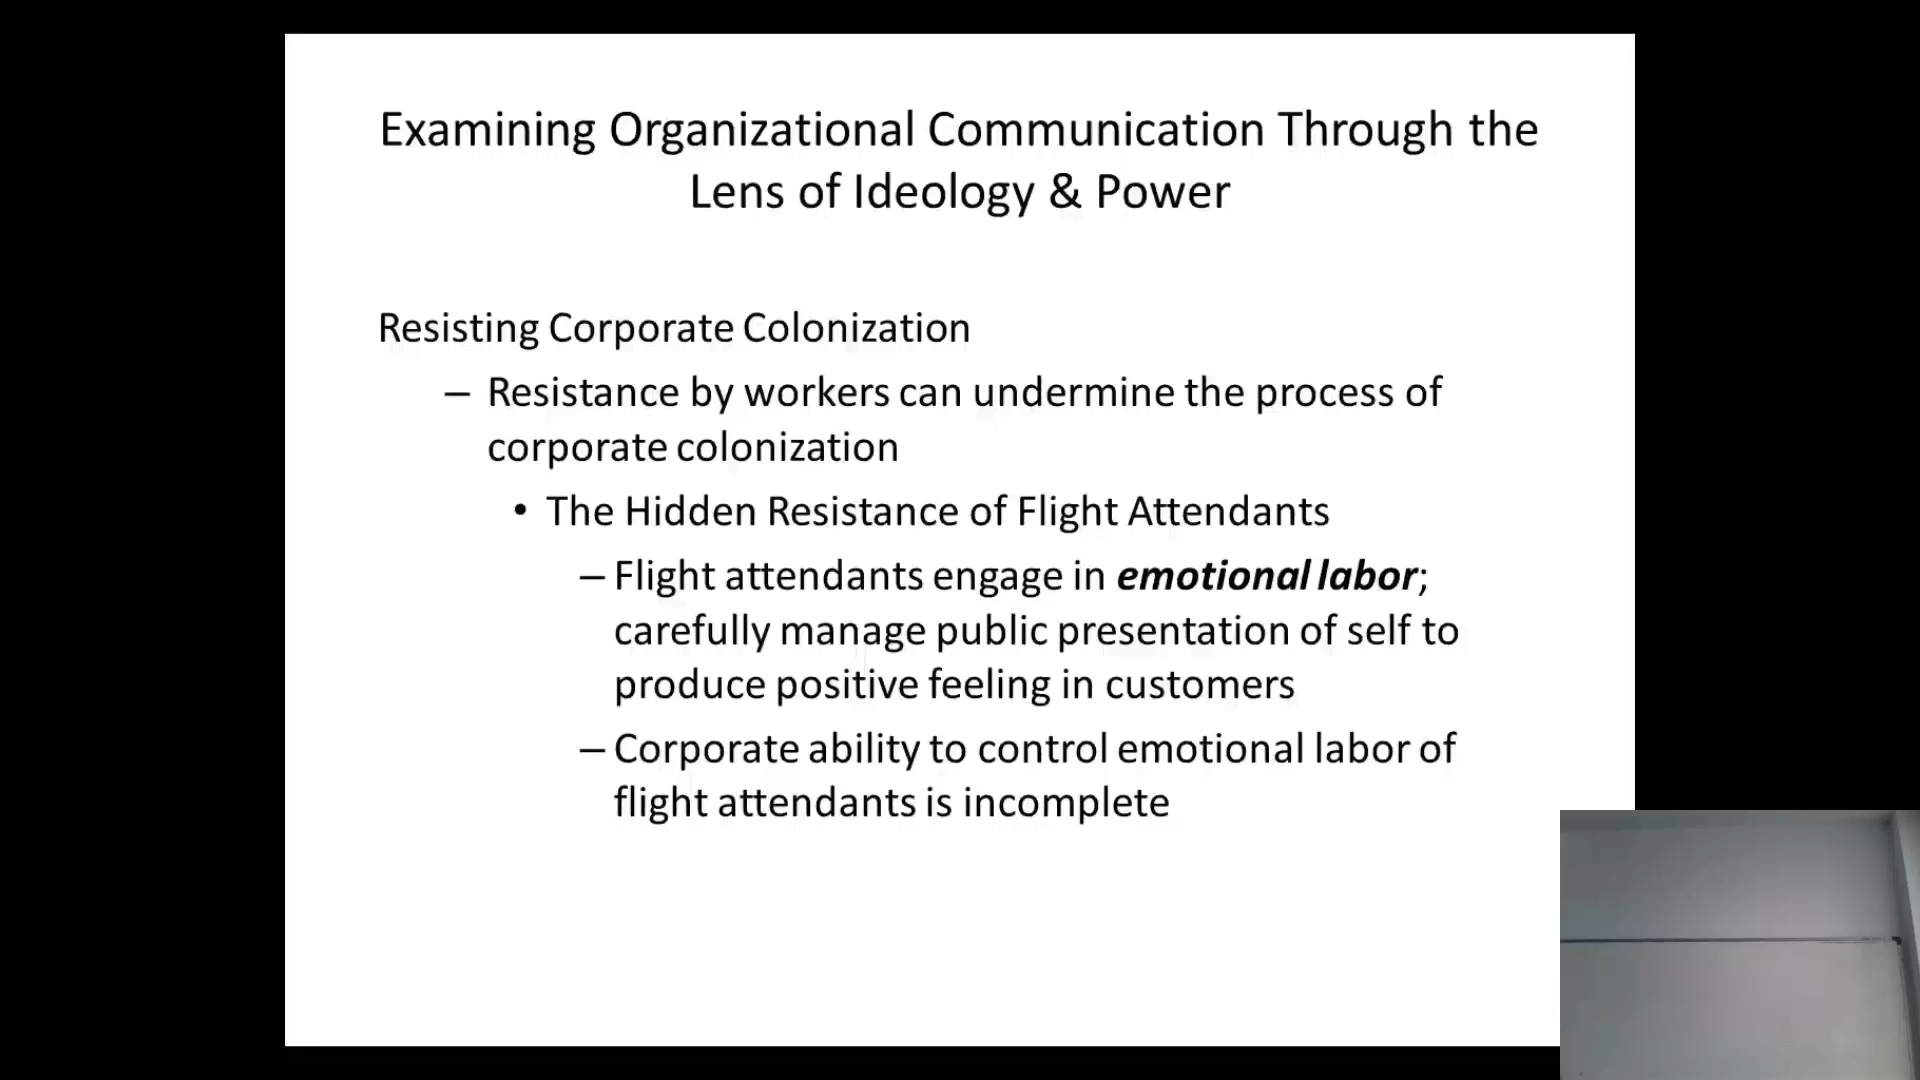 Examining Organizational Communication Through the
Lens of Ideology & Power
Resisting Corporate Colonization
– Resistance by workers can undermine the process of
corporate colonization
• The Hidden Resistance of Flight Attendants
– Flight attendants engage in emotional labor;
carefully manage public presentation of self to
produce positive feeling in customers
– Corporate ability to control emotional labor of
flight attendants is incomplete